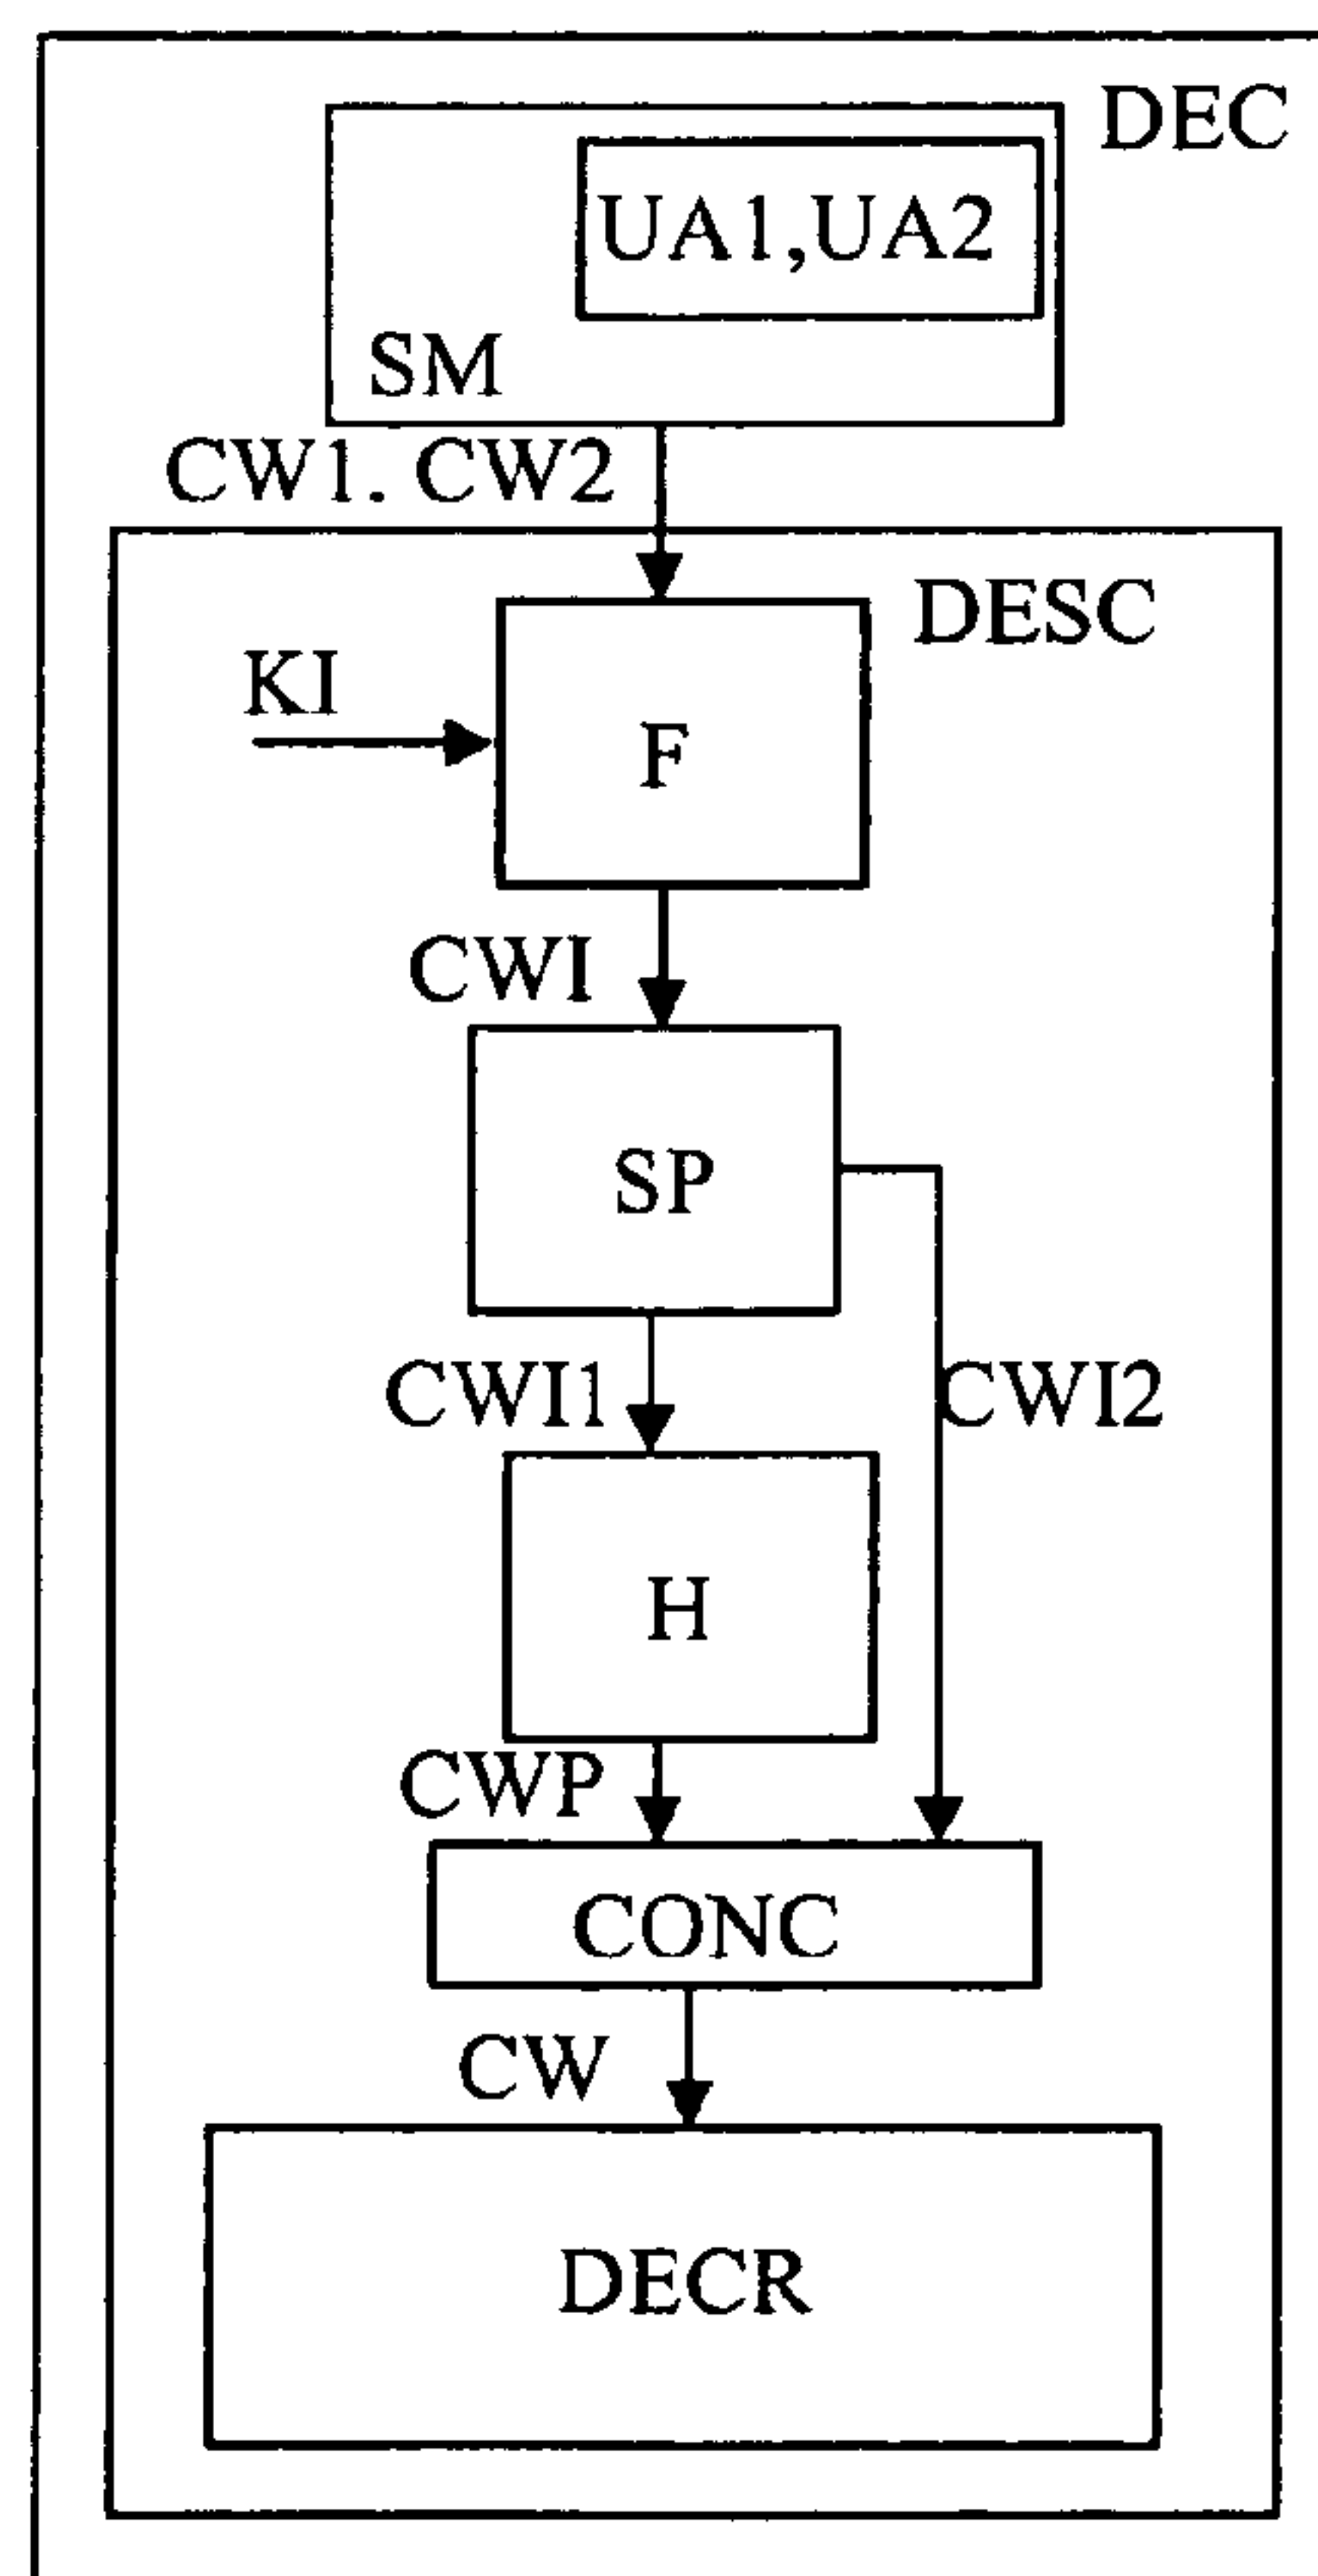 DEC
UA1,UA2
SM
CW1. CW2
DESC
KI
F
CWI
SP
CWI1
CWI2
H
CWP
CONC
CW
DECR